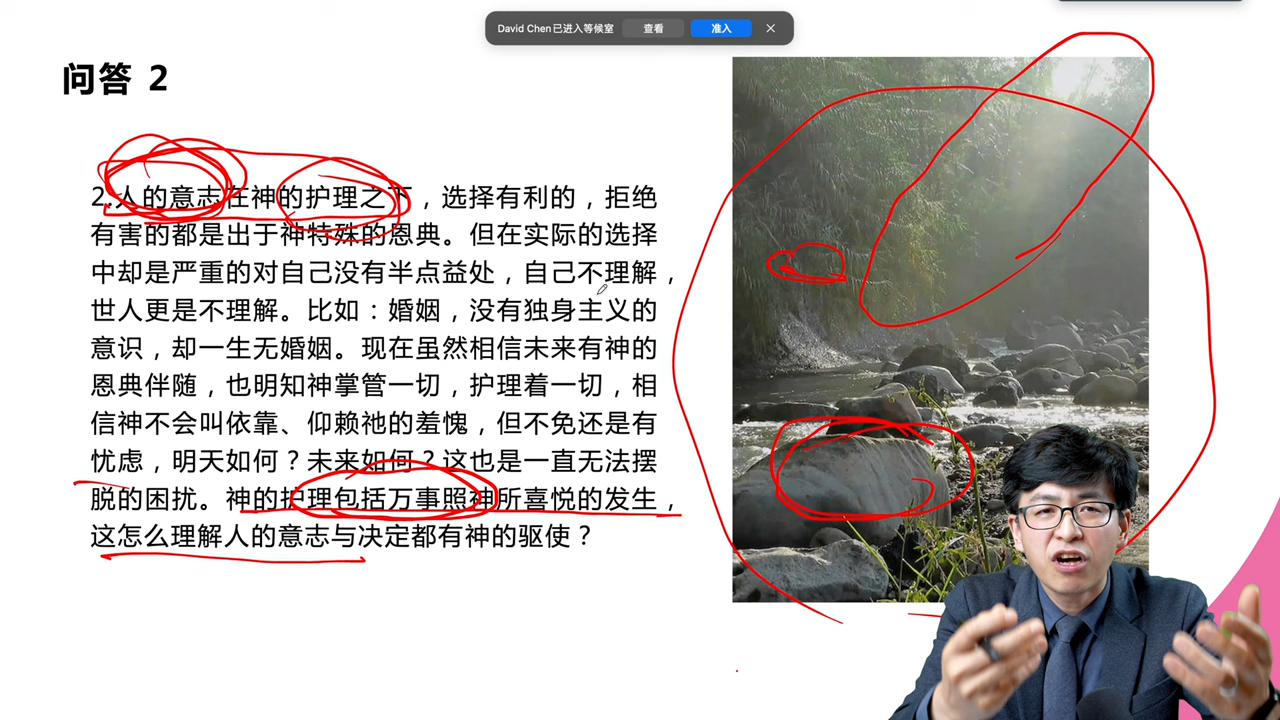 David Chen已进入等候室 查看 准入
问答 2
2.人的意志在神的护理之下，选择有利的，拒绝
有害的都是出于神特殊的恩典。但在实际的选择
中却是严重的对自己没有半点益处，自己不理解，
世人更是不理解。比如：婚姻，没有独身主义的
意识，却一生无婚姻。现在虽然相信未来有神的
恩典伴随，也明知神掌管一切，护理着一切，相
信神不会叫依靠、仰赖祂的羞愧，但不免还是有
忧虑，明天如何？未来如何？这也是一直无法摆
脱的困扰。神的护理包括万事照神所喜悦的发生，
这怎么理解人的意志与决定都有神的驱使？